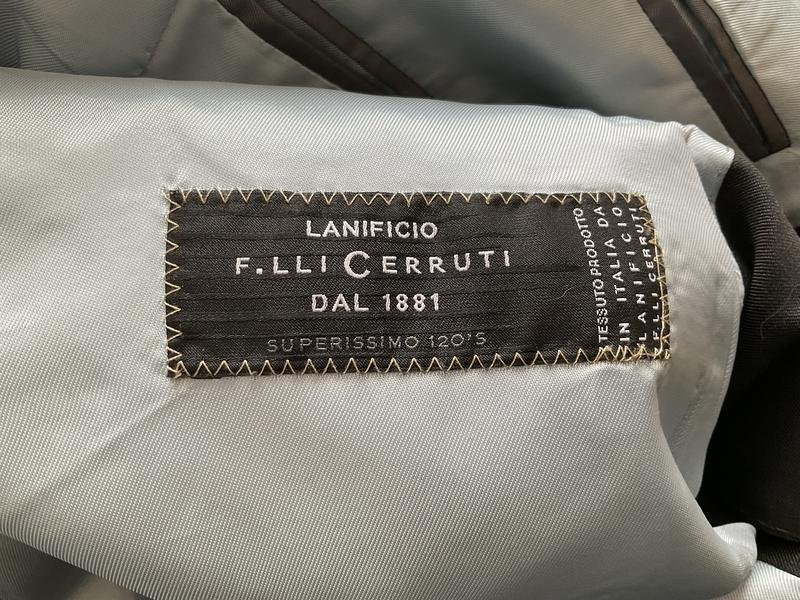 LANIFICIO
F.LLI CERRUTI
DAL 1881
SUPERISSIMO 120'S
TESSUTO PRODOTTO
IN ITALIA DA
LANIFICIO
F.LLI CERRUTI